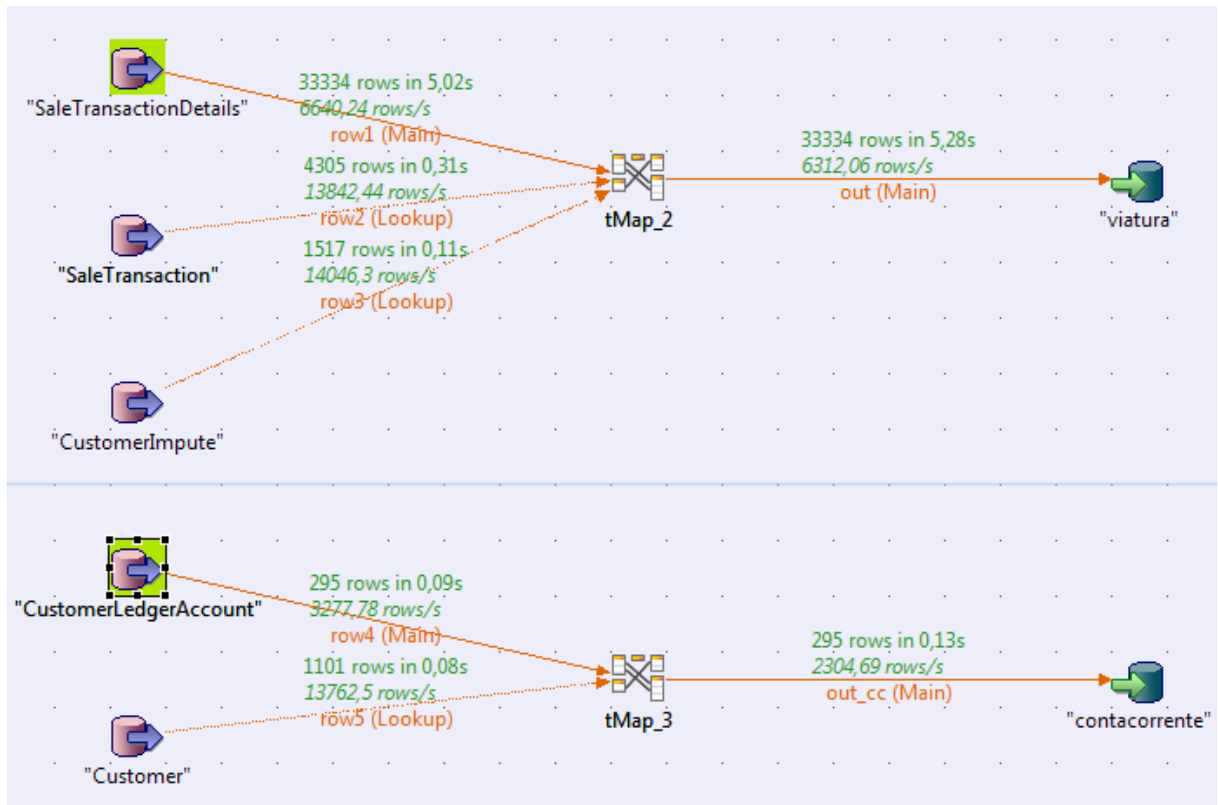 "SaleTransactionDetails"
33334 rows in 5,02s
6640,24 rows/s
row1 (Main)
4305 rows in 0,31s
13842,44 rows/s
row2 (Lookup)
"SaleTransaction"
1517 rows in 0,11s
14046,3 rows/s
row3 (Lookup)
"CustomerImpute"
tMap_2
33334 rows in 5,28s
6312,06 rows/s
out (Main)
"viatura"
"CustomerLedgerAccount"
295 rows in 0,09s
3277,78 rows/s
row4 (Main)
1101 rows in 0,08s
13762,5 rows/s
row5 (Lookup)
"Customer"
tMap_3
295 rows in 0,13s
2304,69 rows/s
out_cc (Main)
"contacorrente"